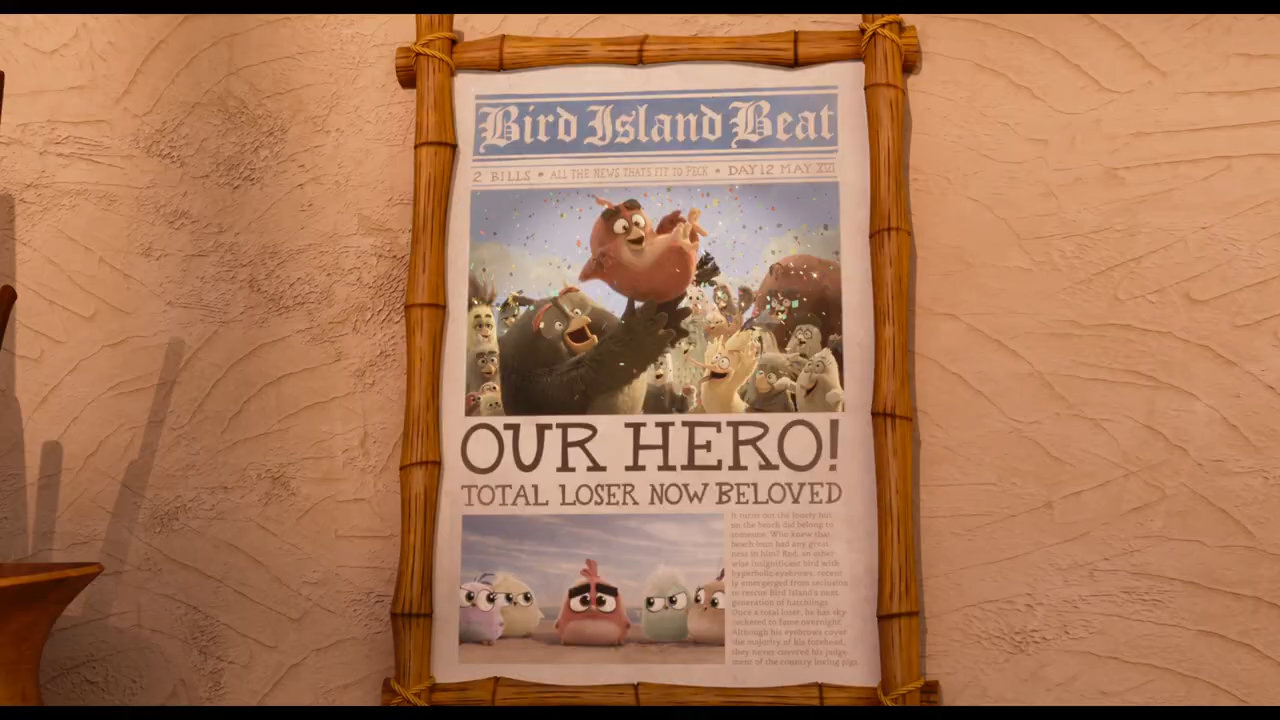 Bird Island Beat
2 BILLS • ALL THE NEWS THATS FIT TO PECK • DAY 12 MAY XVI
OUR HERO!
TOTAL LOSER NOW BELOVED
It turns out the lonely hut
on the beach did belong to
someone. Who knew that
beach bum had any great
ness in him? Red, an other
wise insignificant bird with
hyperbolic eyebrows, recent
ly emergerged from seclusion
to rescue Bird Island's next
generation of hatchlings.
Once a total loser, he has sky
rocketed to fame overnight
Although his eyebrows cover
the majority of his forehead,
they never covered his judge
ment of the country loving pigs